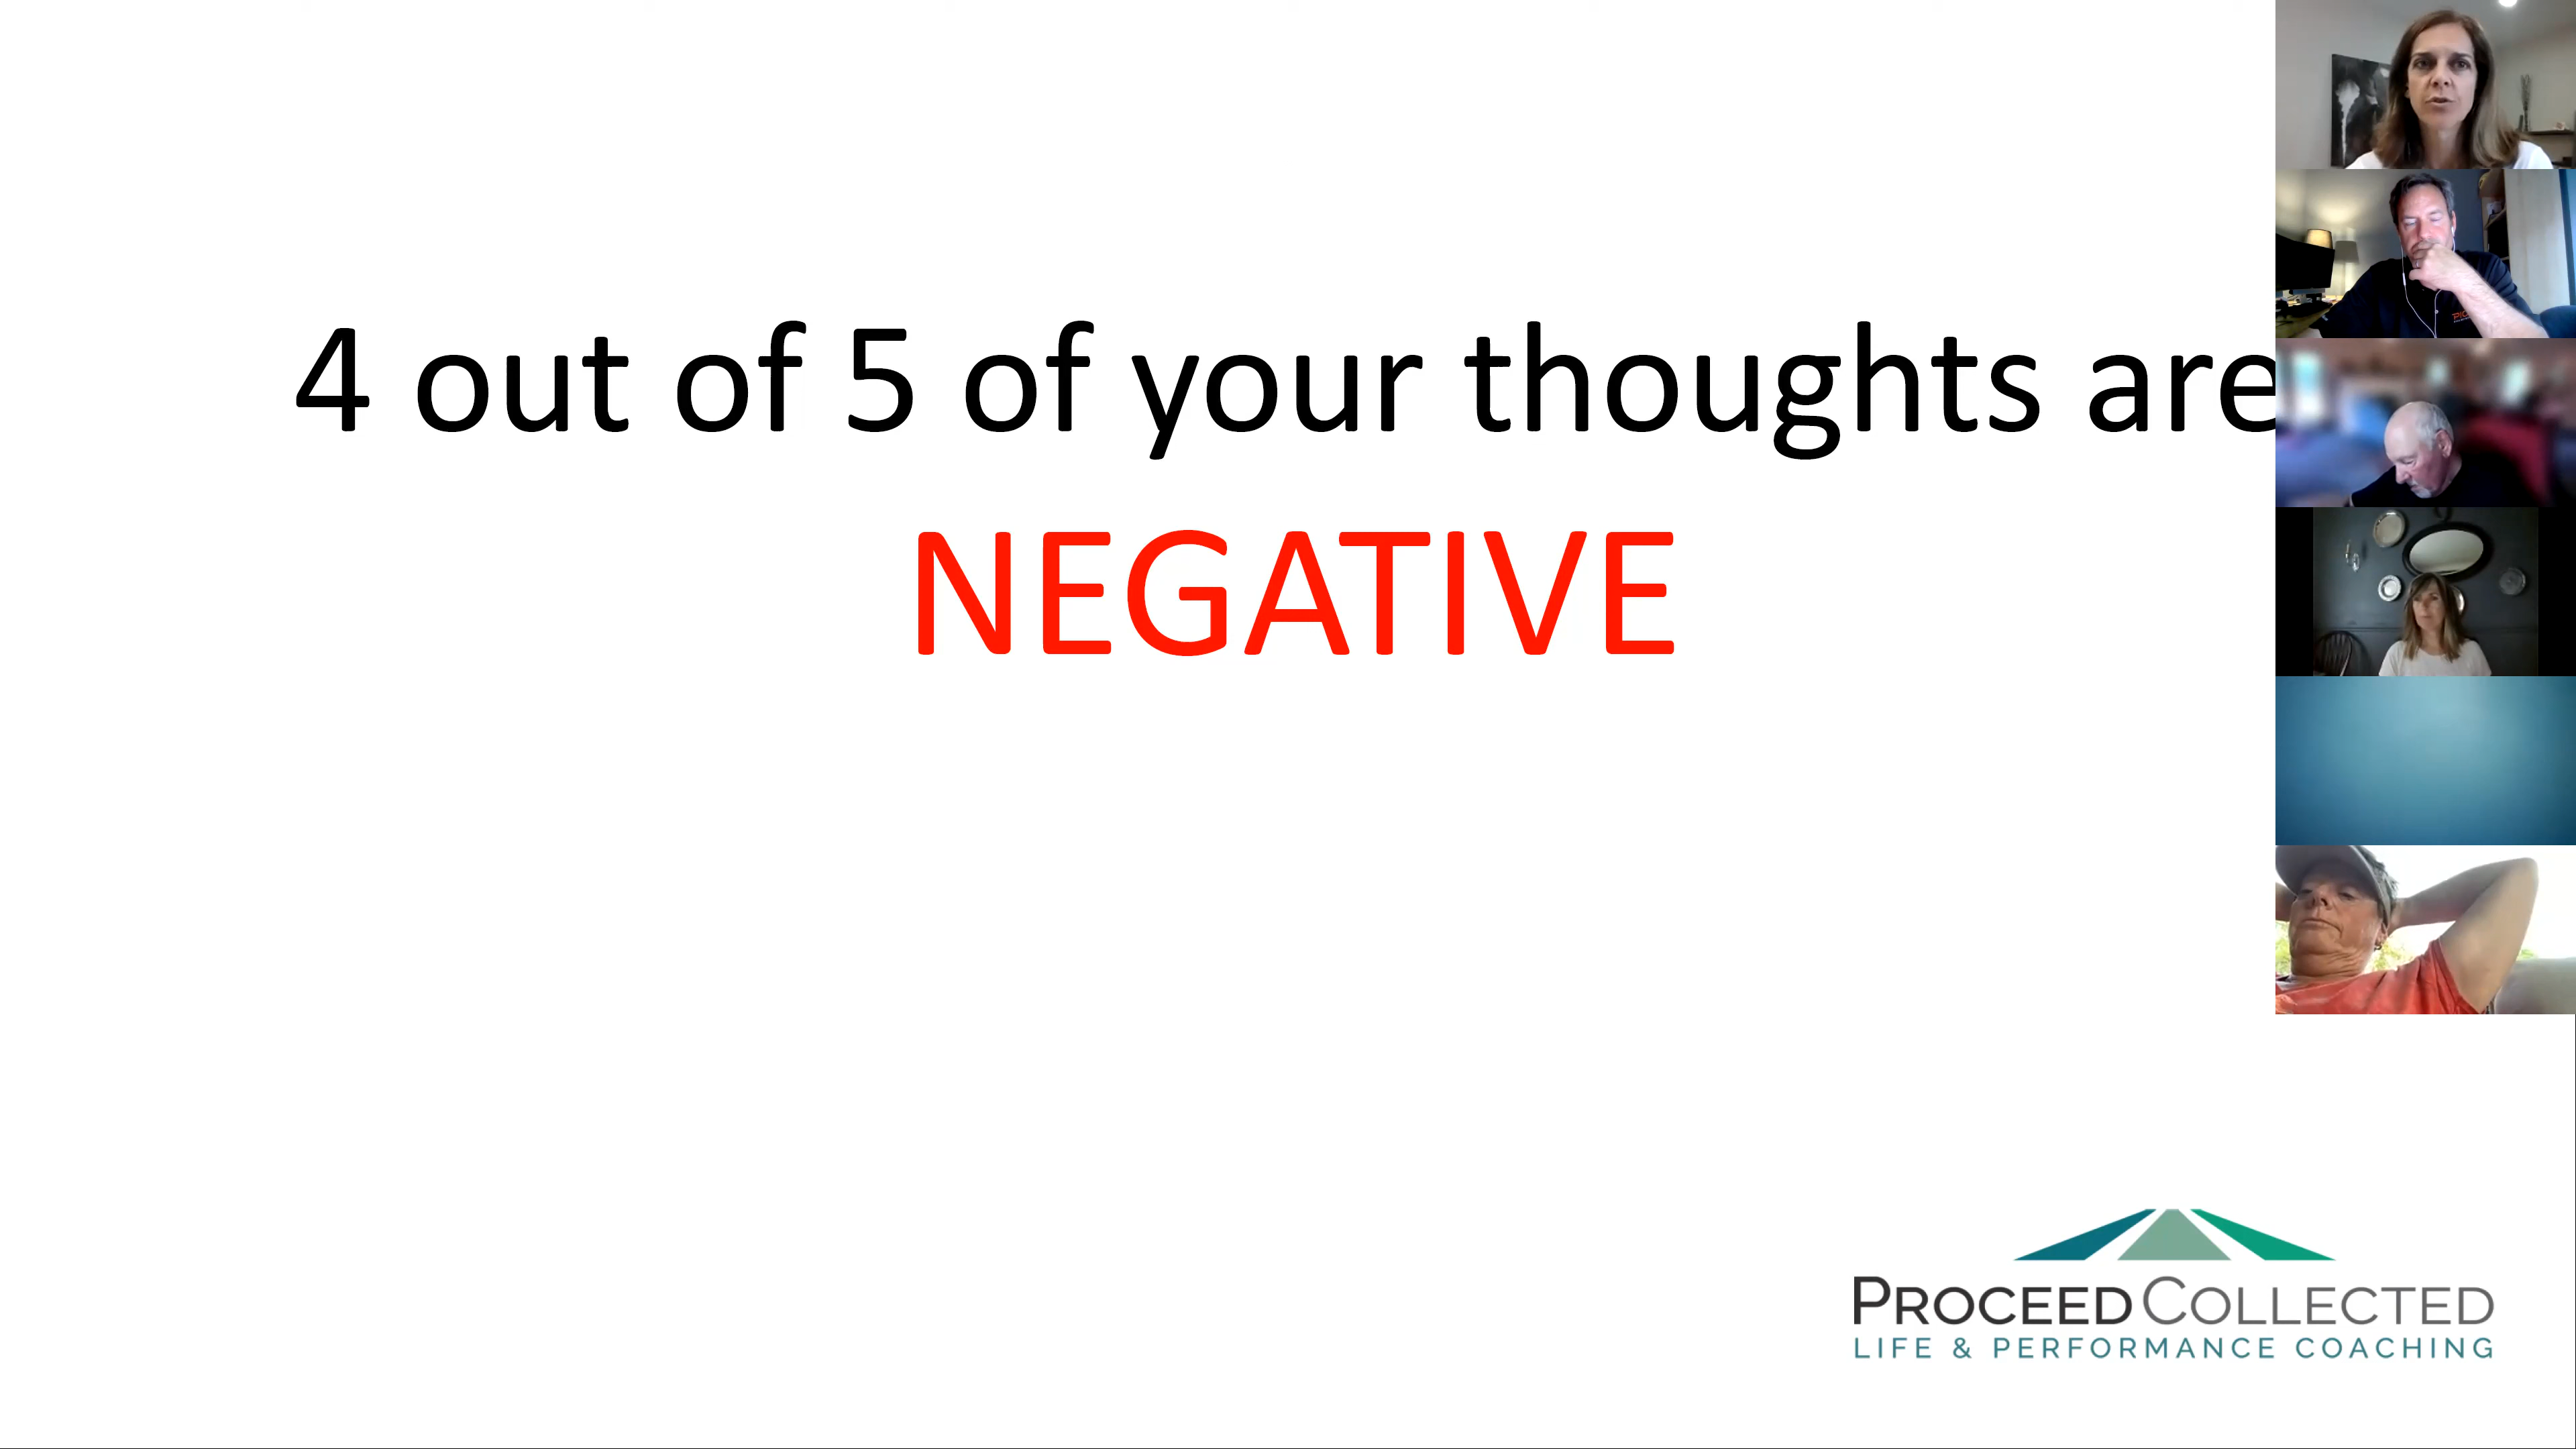 4 out of 5 of your thoughts are
NEGATIVE
PROCEED COLLECTED
LIFE & PERFORMANCE COACHING